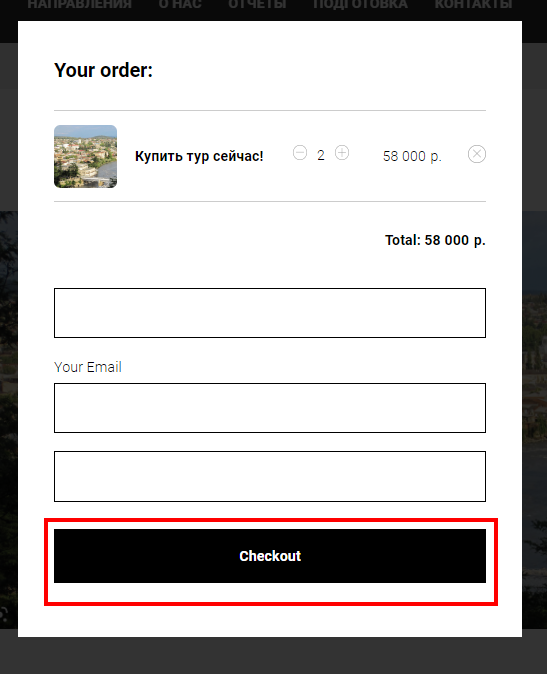 НАПРАВЛЕНИЯ О НАС ОТЧЕТЫ ПОДГОТОВКА КОНТАКТЫ
Your order:
Купить тур сейчас! 2 58 000 р.
Total: 58 000 р.
Your Email
Checkout